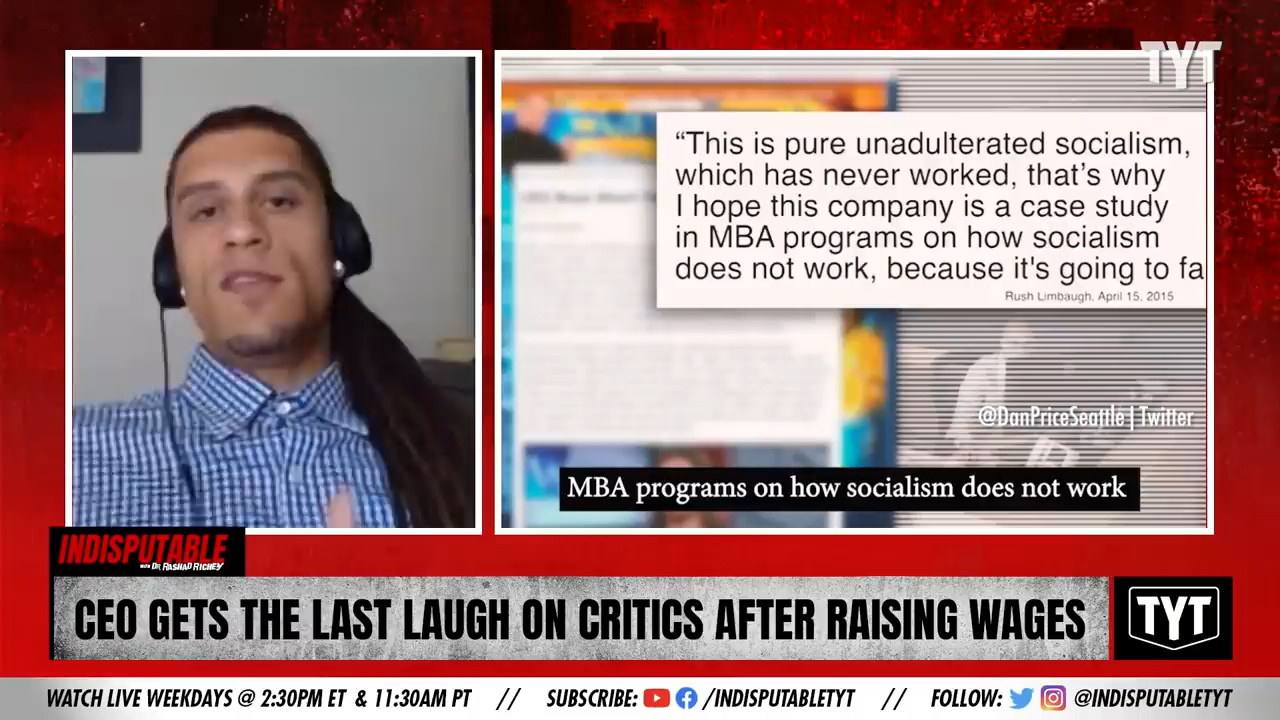 TYT
“This is pure unadulterated socialism,
which has never worked, that’s why
I hope this company is a case study
in MBA programs on how socialism
does not work, because it's going to fa
Rush Limbaugh, April 15, 2015
@DanPriceSeattle | Twitter
MBA programs on how socialism does not work
INDISPUTABLE
WITH DR. RASHAD RICHEY
CEO GETS THE LAST LAUGH ON CRITICS AFTER RAISING WAGES
TYT
WATCH LIVE WEEKDAYS @ 2:30PM ET & 11:30AM PT // SUBSCRIBE: /INDISPUTABLETYT // FOLLOW: @INDISPUTABLETYT